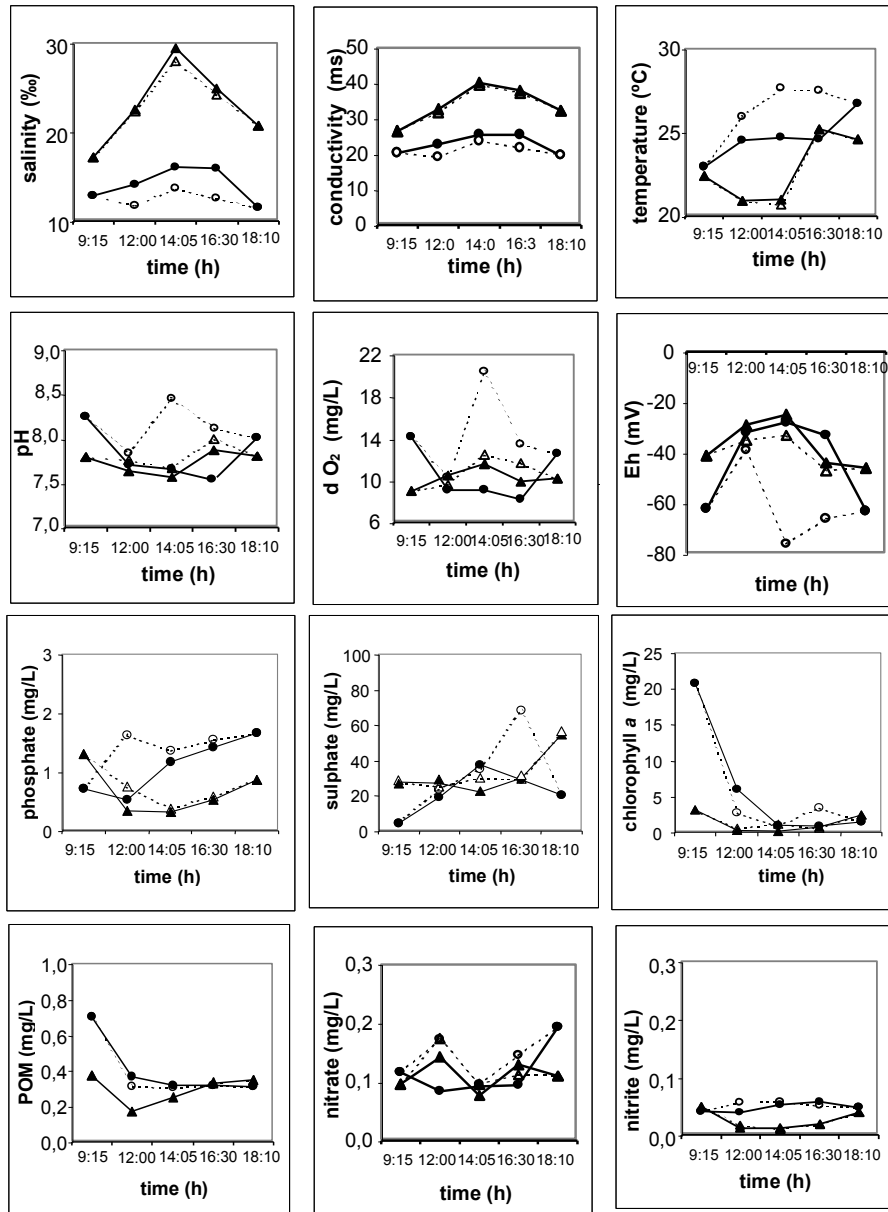 salinity (‰)
30
20
10
9:15 12:00 14:05 16:30 18:10
time (h)
conductivity (ms)
50
40
30
20
10
0
9:15 12:0 14:0 16:3 18:10
time (h)
temperature (ºC)
30
25
20
9:15 12:00 14:05 16:30 18:10
time (h)
pH
9,0
8,5
8,0
7,5
7,0
9:15 12:00 14:05 16:30 18:10
time (h)
d O₂ (mg/L)
22
18
14
10
6
9:15 12:00 14:05 16:30 18:10
time (h)
Eh (mV)
0
-20
-40
-60
-80
9:15 12:00 14:05 16:30 18:10
time (h)
phosphate (mg/L)
3
2
1
0
9:15 12:00 14:05 16:30 18:10
time (h)
sulphate (mg/L)
100
80
60
40
20
0
9:15 12:00 14:05 16:30 18:10
time (h)
chlorophyll a (mg/L)
25
20
15
10
5
0
9:15 12:00 14:05 16:30 18:10
time (h)
POM (mg/L)
1,0
0,8
0,6
0,4
0,2
0,0
9:15 12:00 14:05 16:30 18:10
time (h)
nitrate (mg/L)
0,3
0,2
0,1
0,0
9:15 12:00 14:05 16:30 18:10
time (h)
nitrite (mg/L)
0,3
0,2
0,1
0,0
9:15 12:00 14:05 16:30 18:10
time (h)